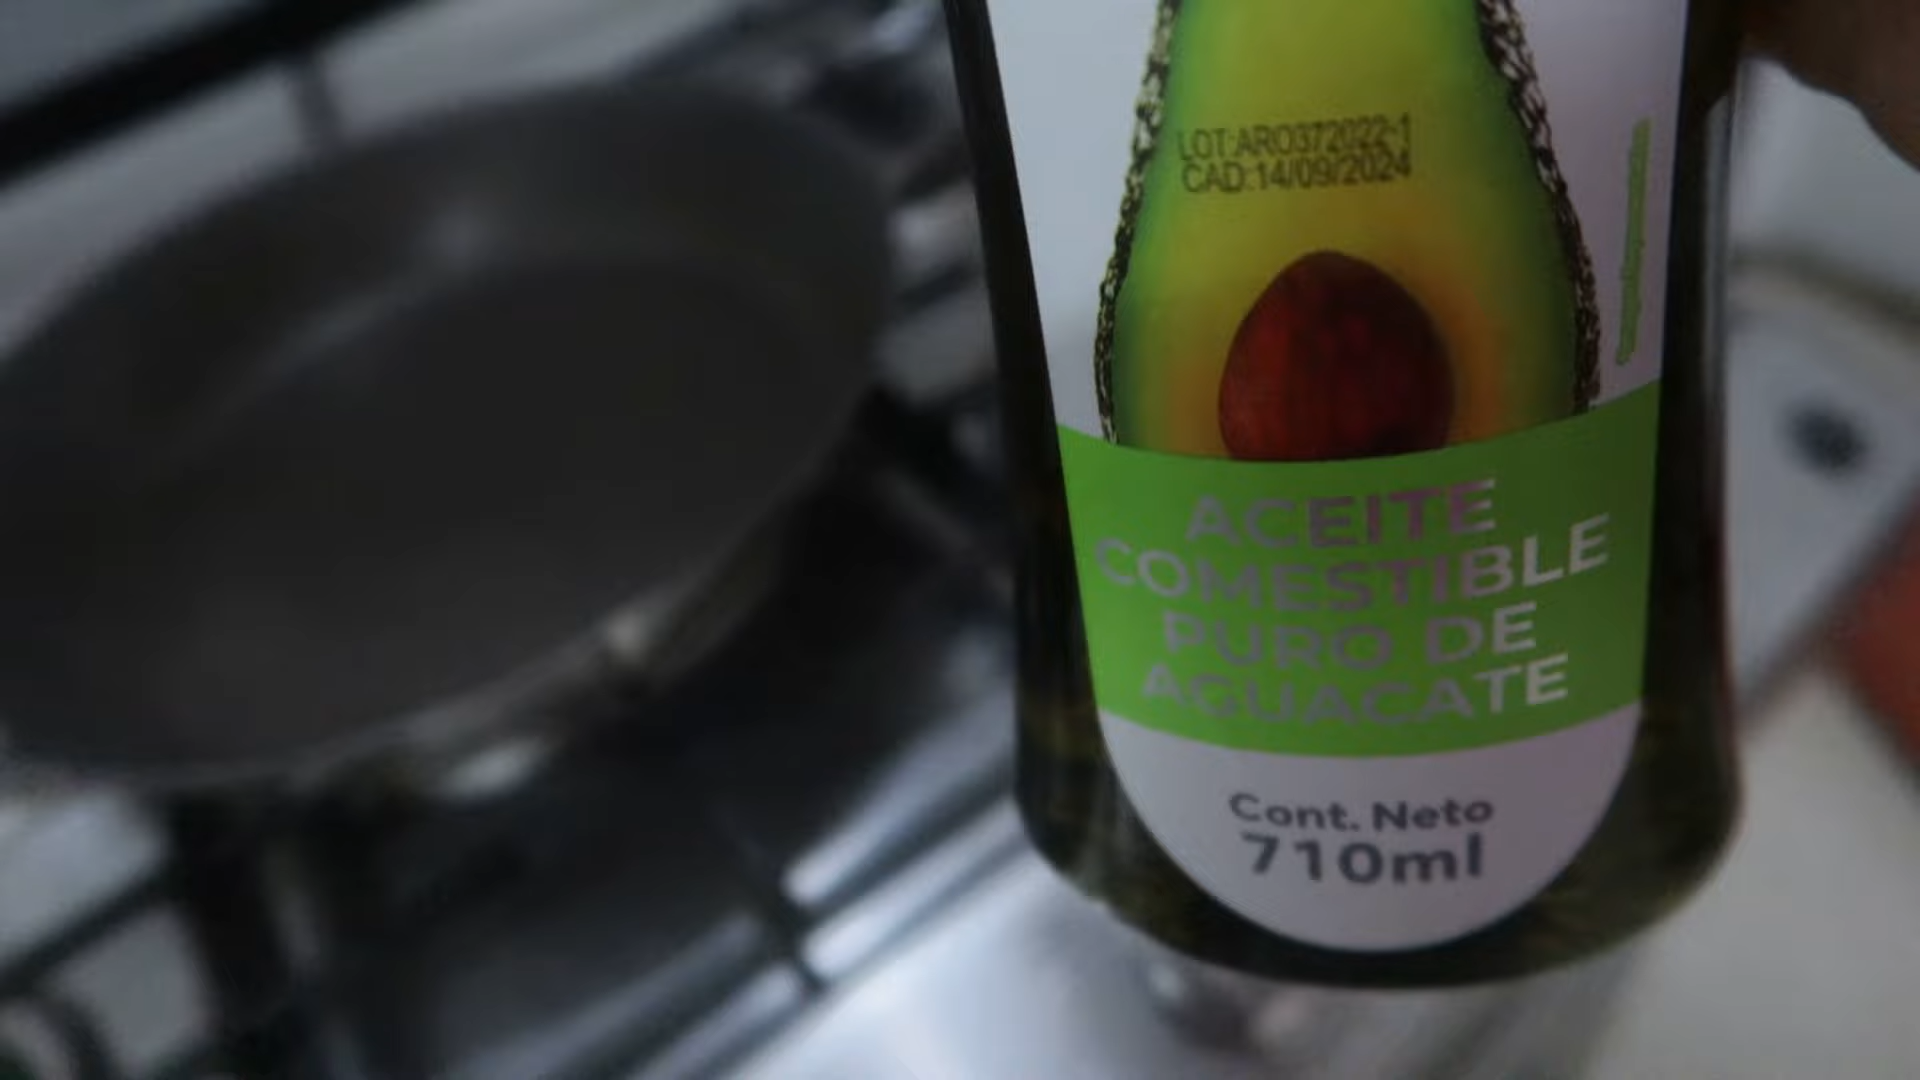 LOT:ARO372022-1
CAD:14/09/2024
ACEITE
COMESTIBLE
PURO DE
AGUACATE
Cont. Neto
710ml